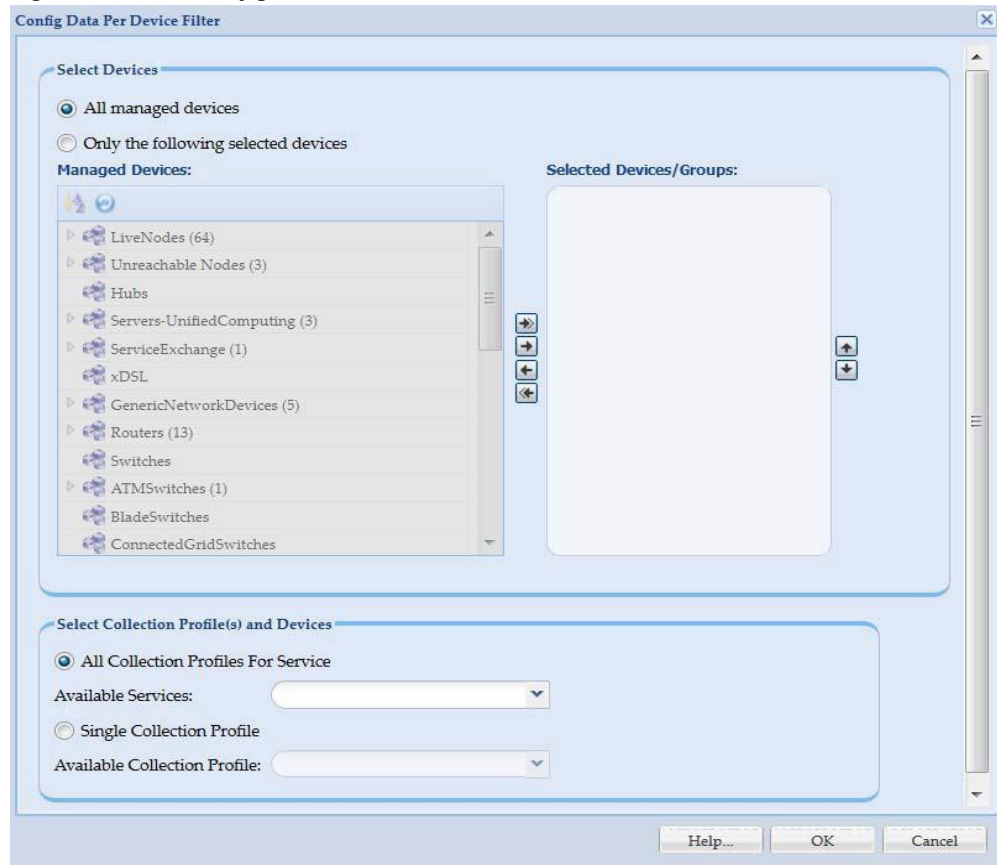 Config Data Per Device Filter
Select Devices
All managed devices
Only the following selected devices
Managed Devices:
Selected Devices/Groups:
LiveNodes (64)
Unreachable Nodes (3)
Hubs
Servers-UnifiedComputing (3)
ServiceExchange (1)
xDSL
GenericNetworkDevices (5)
Routers (13)
Switches
ATMSwitches (1)
BladeSwitches
ConnectedGridSwitches
Select Collection Profile(s) and Devices
All Collection Profiles For Service
Available Services:
Single Collection Profile
Available Collection Profile:
Help... OK Cancel